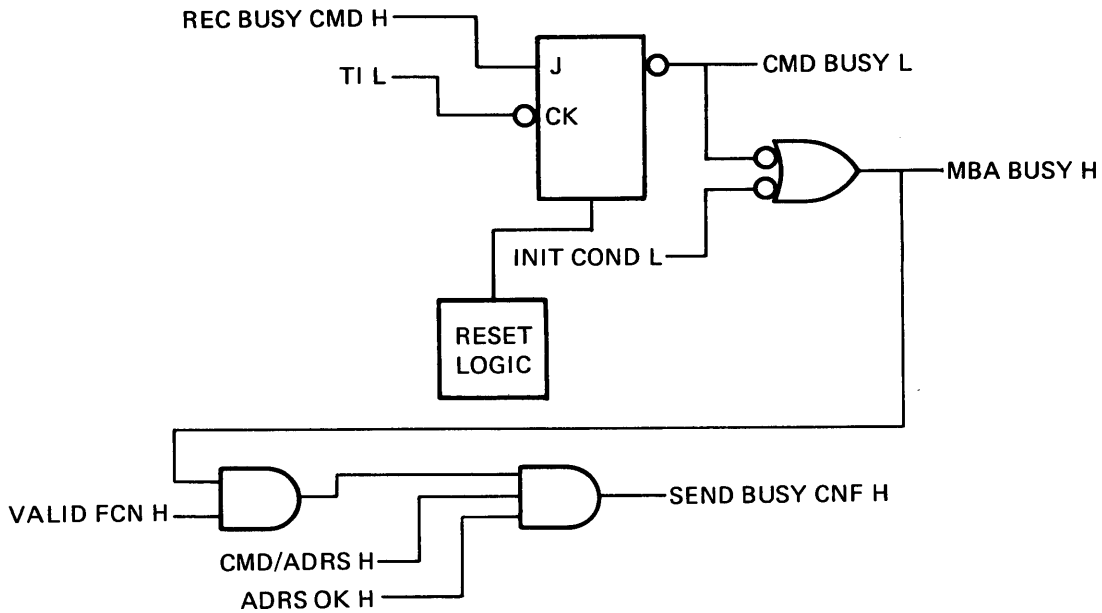 REC BUSY CMD H
TI L
J
CK
CMD BUSY L
MBA BUSY H
INIT COND L
RESET
LOGIC
VALID FCN H
SEND BUSY CNF H
CMD/ADRS H
ADRS OK H